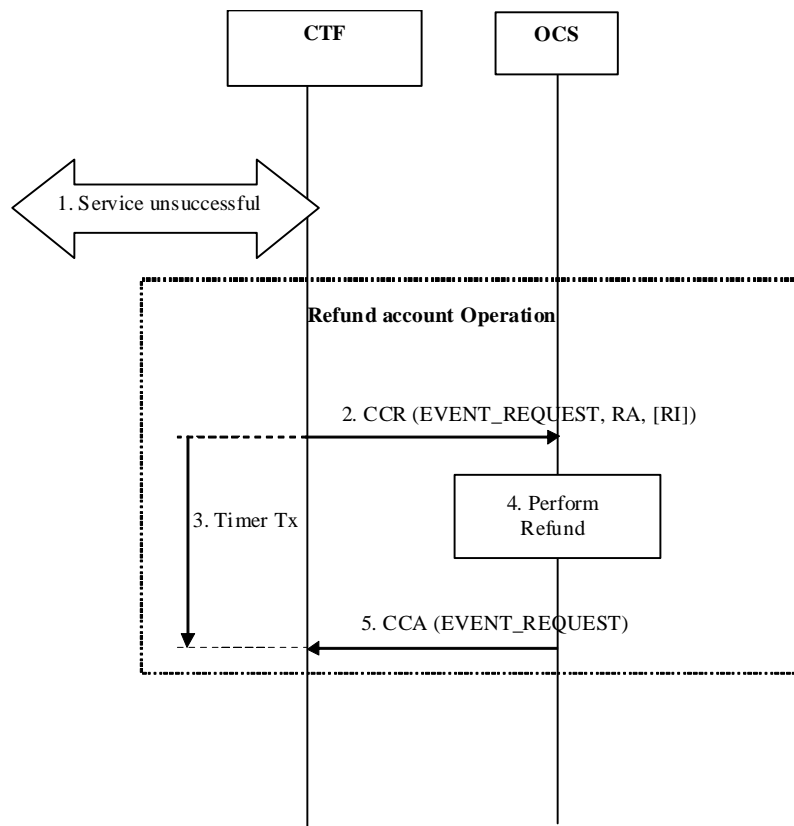 CTF
OCS
1. Service unsuccessful
Refund account Operation
2. CCR (EVENT_REQUEST, RA, [RI])
3. Timer Tx
4. Perform
Refund
5. CCA (EVENT_REQUEST)